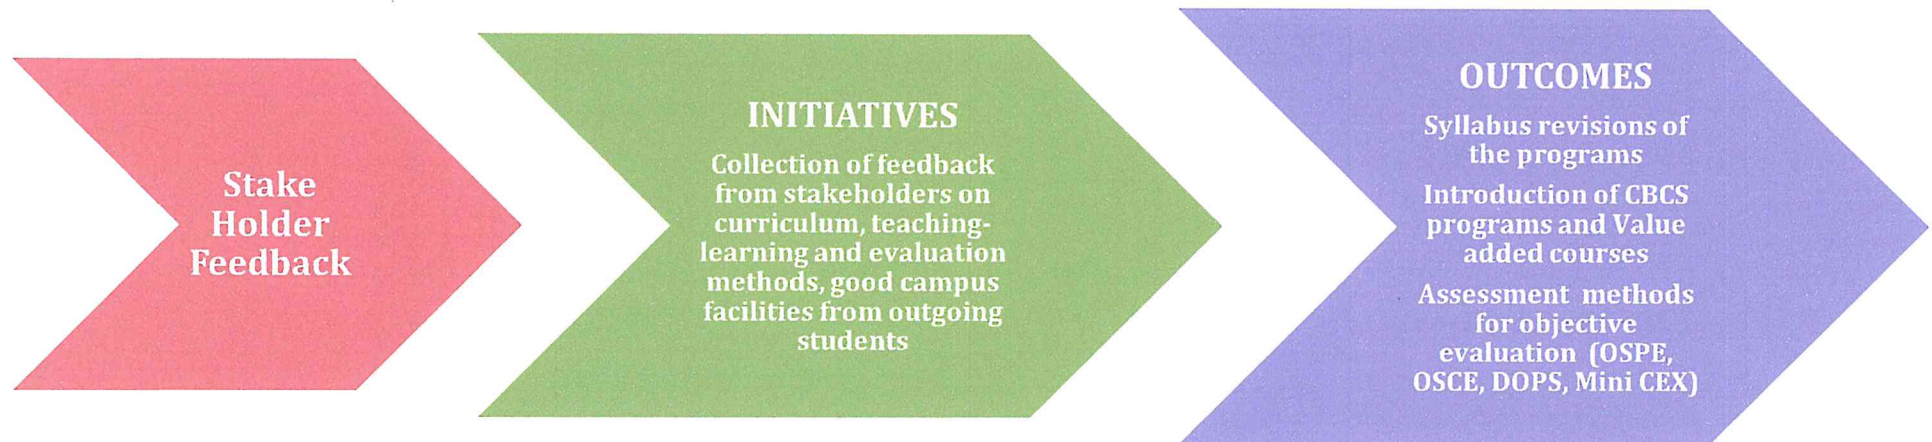 Stake
Holder
Feedback
INITIATIVES
Collection of feedback
from stakeholders on
curriculum, teaching-
learning and evaluation
methods, good campus
facilities from outgoing
students
OUTCOMES
Syllabus revisions of
the programs
Introduction of CBCS
programs and Value
added courses
Assessment methods
for objective
evaluation (OSPE,
OSCE, DOPS, Mini CEX)